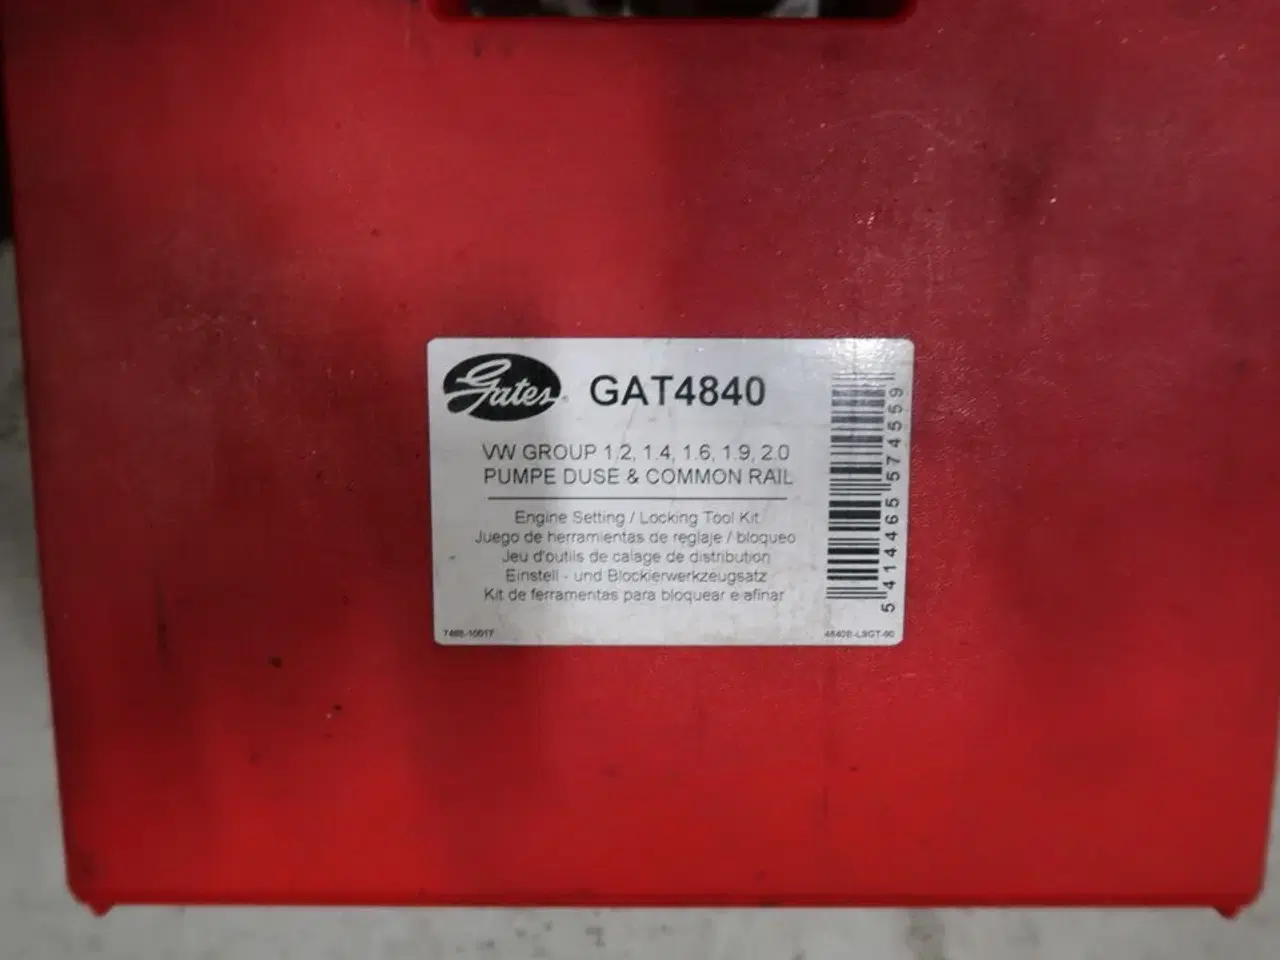 Gates
GAT4840
VW GROUP 1.2, 1.4, 1.6, 1.9, 2.0
PUMPE DUSE & COMMON RAIL
Engine Setting / Locking Tool Kit
Juego de herramientas de reglaje / bloqueo
Jeu d'outils de calage de distribution
Einstell - und Blockierwerkzeugsatz
Kit de ferramentas para bloquear e afinar
7468-10017
5 414465 574559